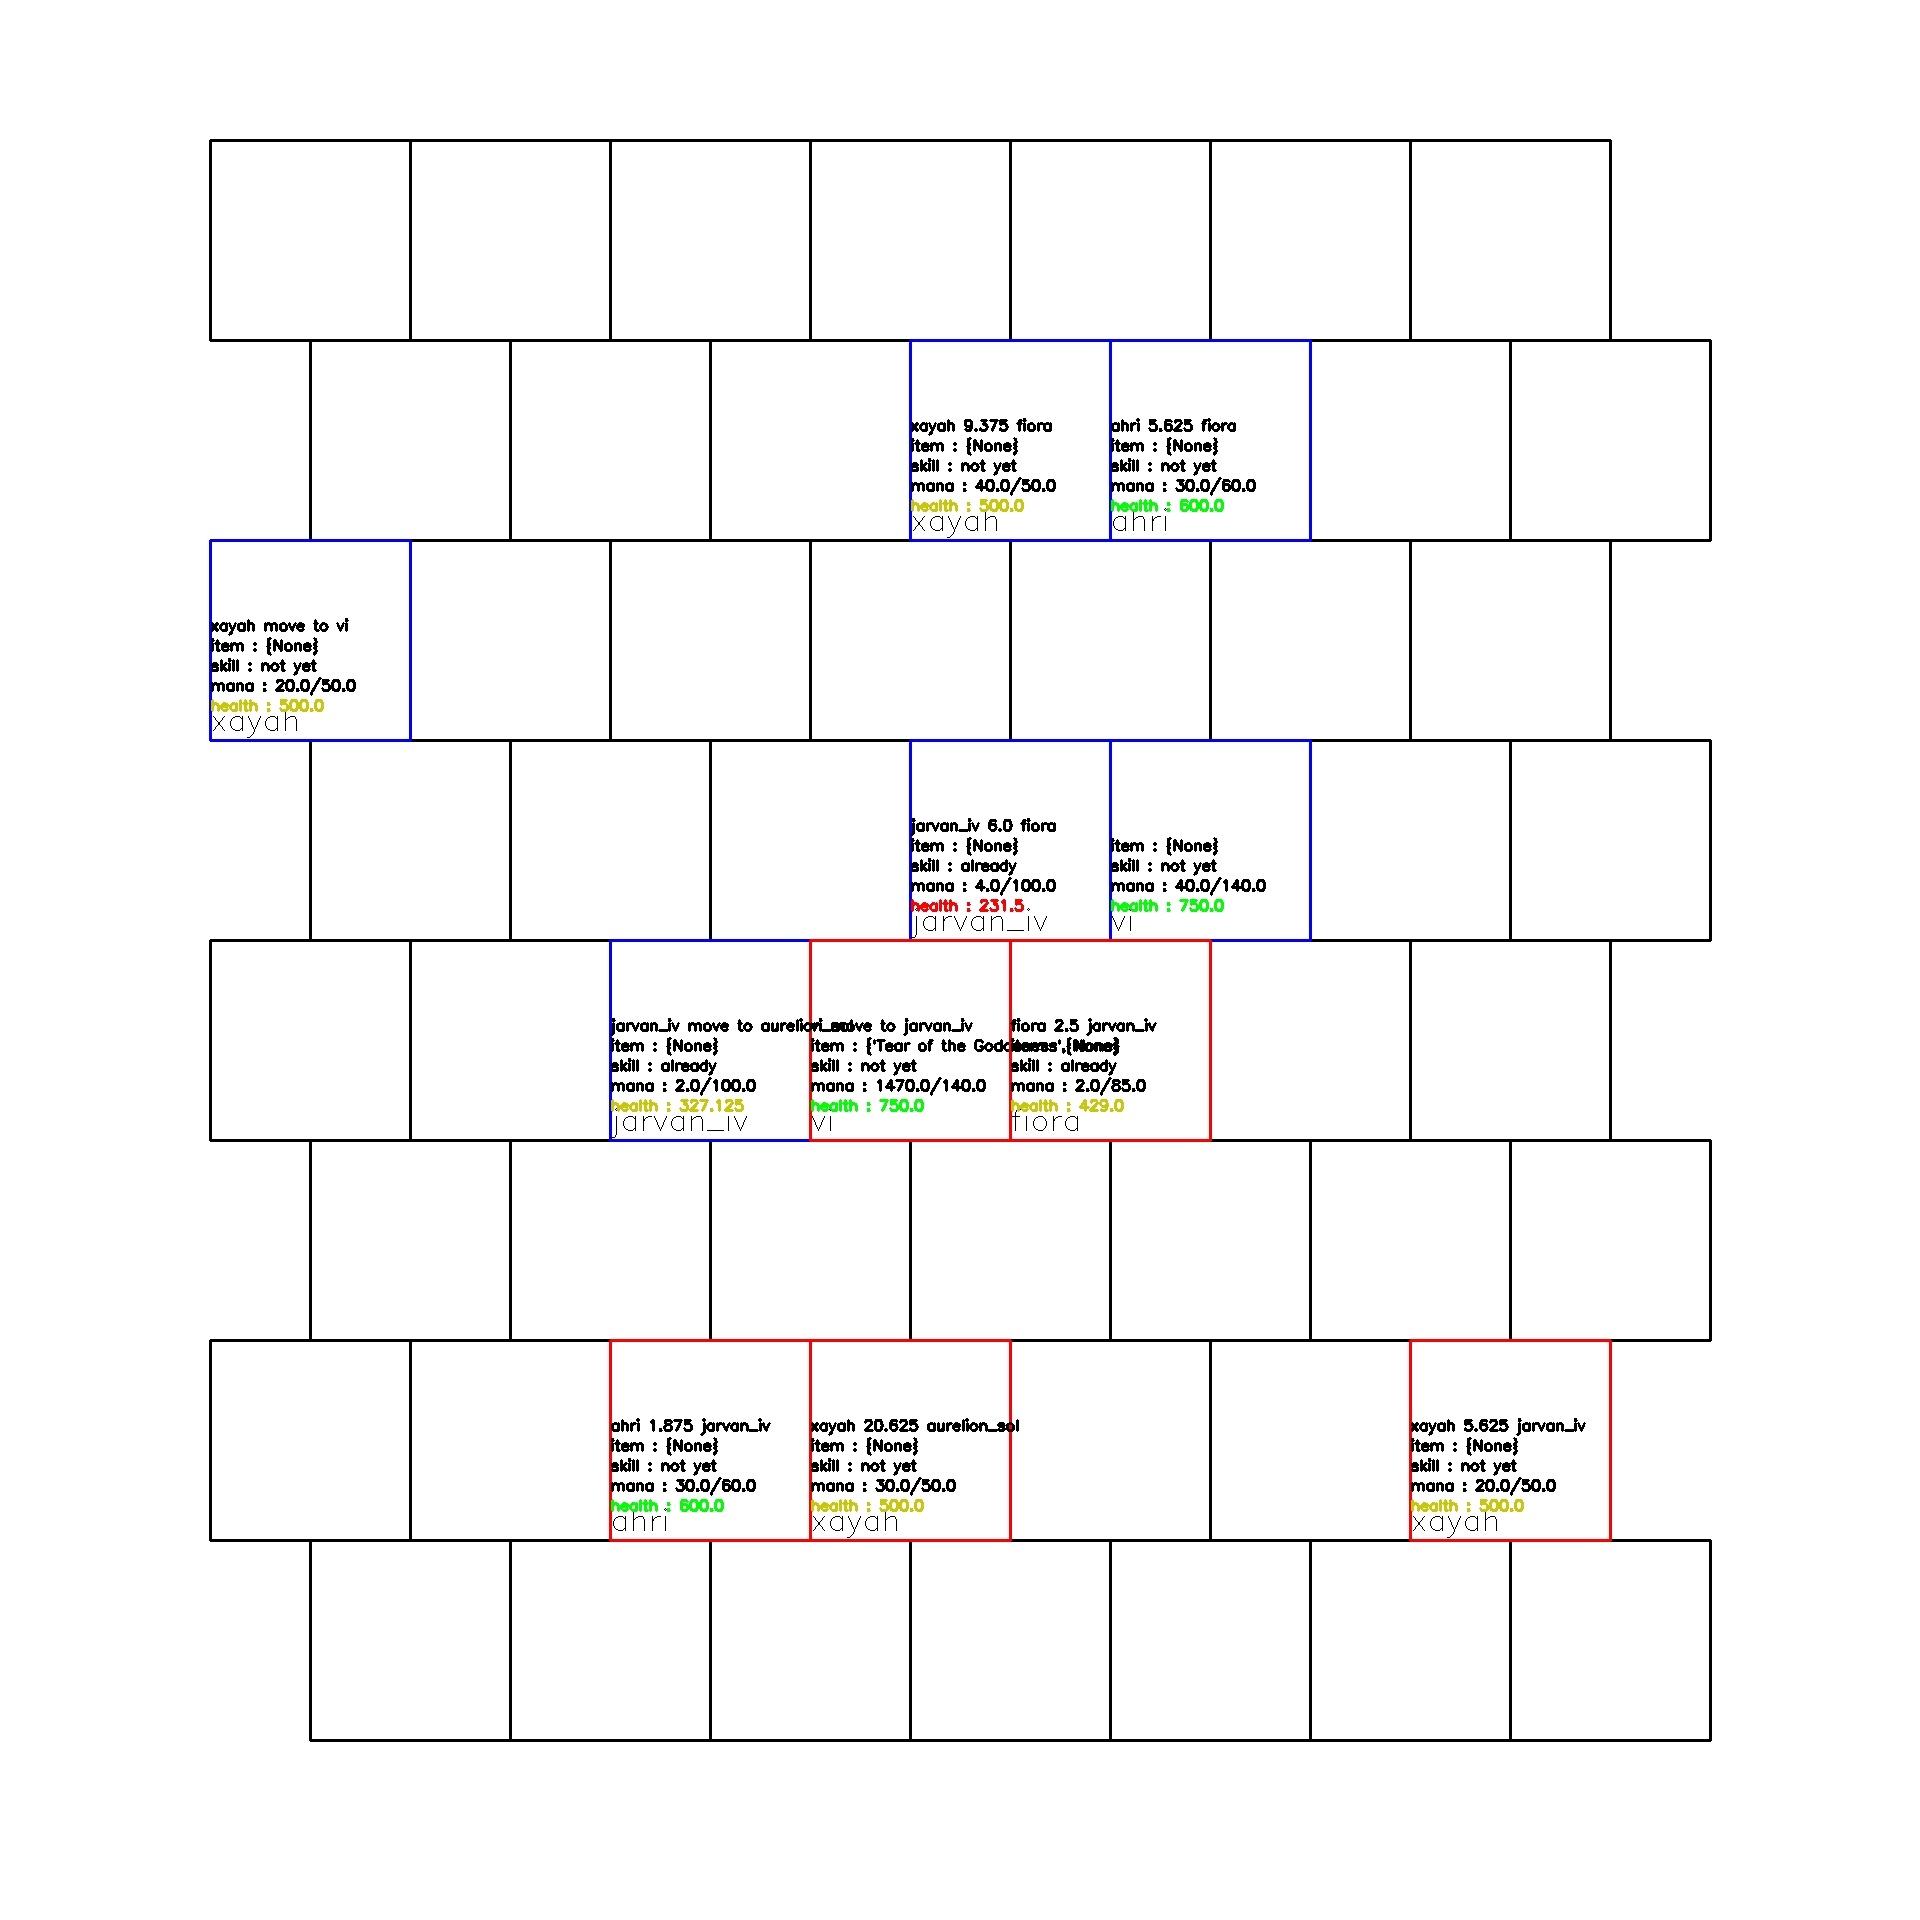 xayah 9.375 fiora
item : {None}
skill : not yet
mana : 40.0/50.0
health : 500.0
xayah
ahri 5.625 fiora
item : {None}
skill : not yet
mana : 30.0/60.0
health : 600.0
ahri
xayah move to vi
item : {None}
skill : not yet
mana : 20.0/50.0
health : 500.0
xayah
jarvan_iv 6.0 fiora
item : {None}
skill : already
mana : 4.0/100.0
health : 231.5
jarvan_iv
item : {None}
skill : not yet
mana : 40.0/140.0
health : 750.0
vi
jarvan_iv move to aurelion_sol
item : {None}
skill : already
mana : 2.0/100.0
health : 327.125
jarvan_iv
move to jarvan_iv
item : {'Tear of the Goddess',
skill : not yet
mana : 1470.0/140.0
health : 750.0
vi
fiora 2.5 jarvan_iv
skill : already
mana : 2.0/85.0
health : 429.0
fiora
ahri 1.875 jarvan_iv
item : {None}
skill : not yet
mana : 30.0/60.0
health : 600.0
ahri
xayah 20.625 aurelion_sol
item : {None}
skill : not yet
mana : 30.0/50.0
health : 500.0
xayah
xayah 5.625 jarvan_iv
item : {None}
skill : not yet
mana : 20.0/50.0
health : 500.0
xayah